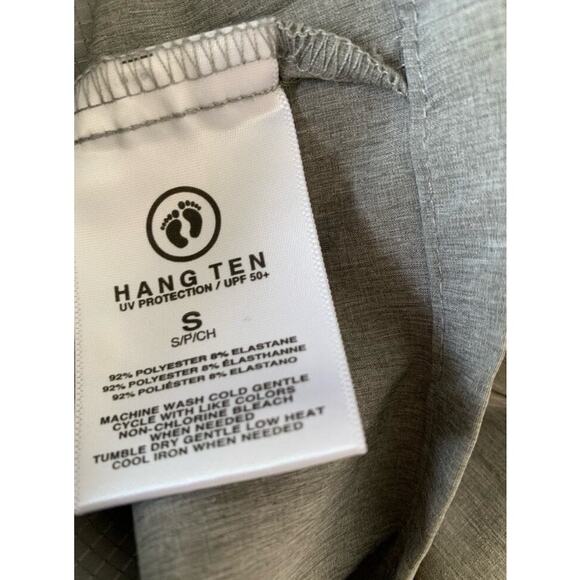 HANG TEN
UV PROTECTION / UPF 50+
S
S/P/CH
92% POLYESTER 8% ELASTANE
92% POLYESTER 8% ÉLASTHANNE
92% POLIÉSTER 8% ELASTANO
MACHINE WASH COLD GENTLE
CYCLE WITH LIKE COLORS
NON-CHLORINE BLEACH
WHEN NEEDED
TUMBLE DRY GENTLE LOW HEAT
COOL IRON WHEN NEEDED